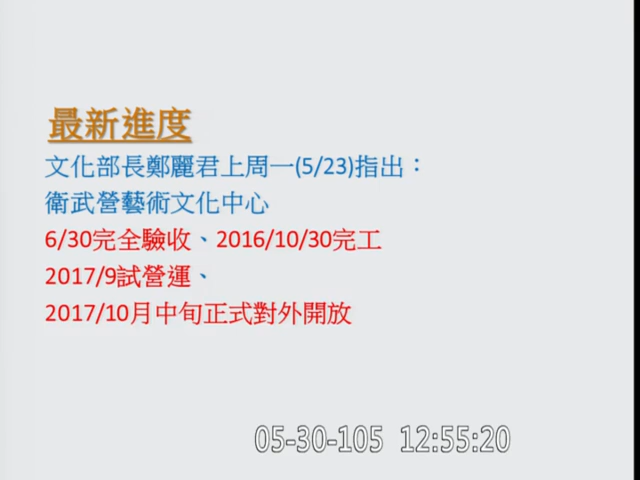 最新進度
文化部長鄭麗君上周一(5/23)指出：
衛武營藝術文化中心
6/30完全驗收、2016/10/30完工
2017/9試營運、
2017/10月中旬正式對外開放
05-30-105 12:55:20